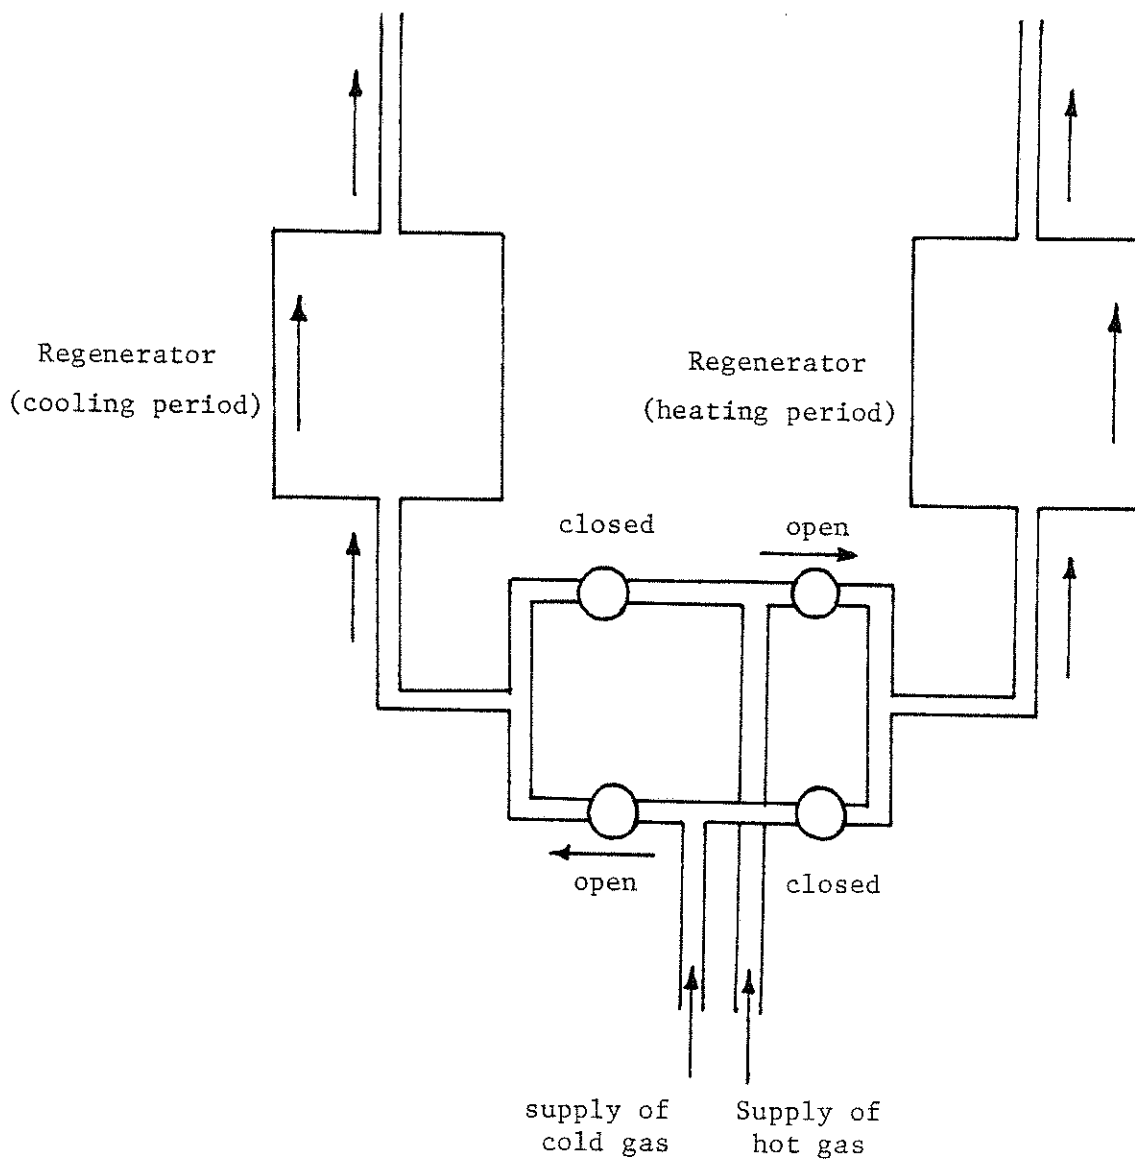 Regenerator
(cooling period)
Regenerator
(heating period)
closed
open
open
closed
supply of
cold gas
Supply of
hot gas